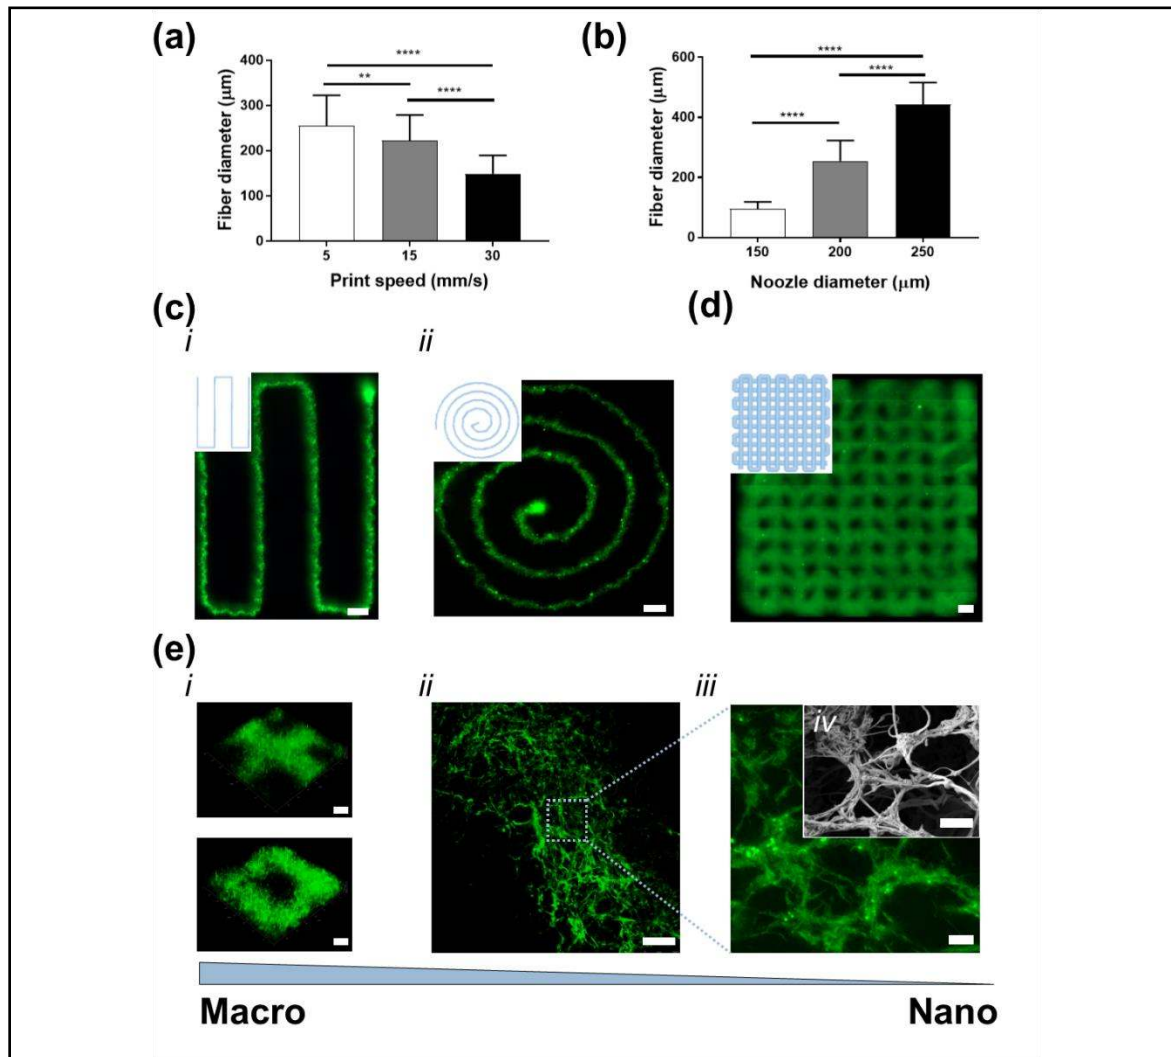 (a)
Fiber diameter (μm)
400
300
200
100
0
****
**
****
5 15 30
Print speed (mm/s)
(b)
Fiber diameter (μm)
600
400
200
0
****
****
****
150 200 250
Noozle diameter (μm)
(c)
i
ii
(d)
(e)
i
ii
iii
iv
Macro
Nano